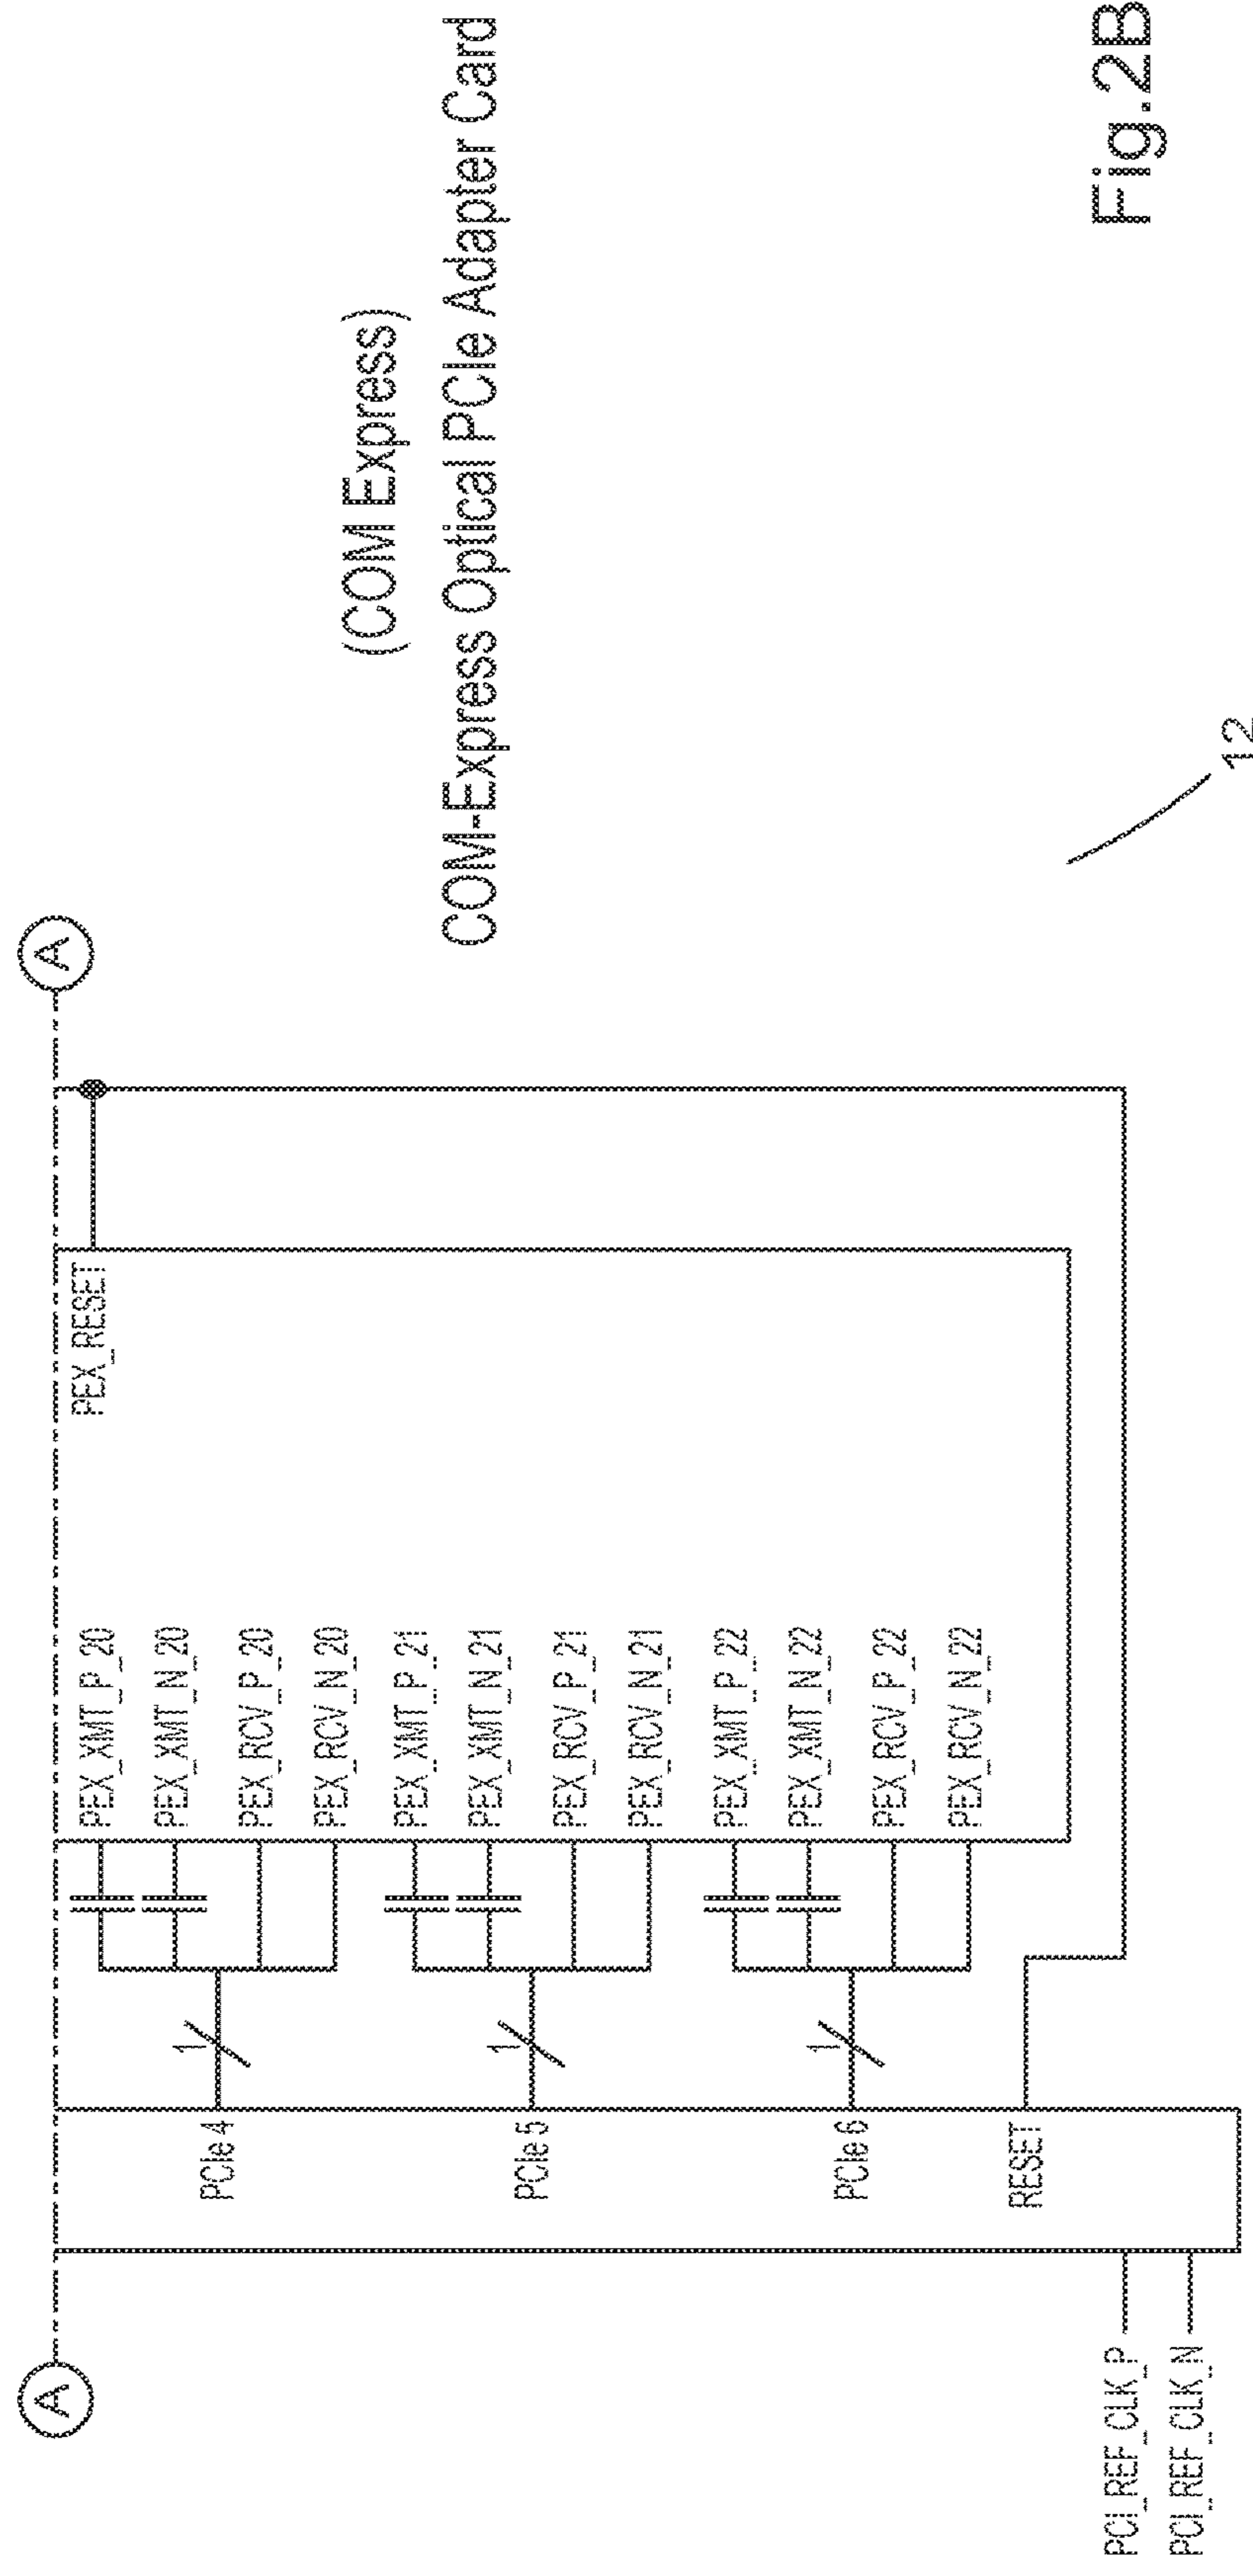 A
A
PCIe 4
1
PEX_XMT_P_20
PEX_XMT_N_20
PEX_RCV_P_20
PEX_RCV_N_20
PEX_RESET
PCIe 5
1
PEX_XMT_P_21
PEX_XMT_N_21
PEX_RCV_P_21
PEX_RCV_N_21
PCIe 6
1
PEX_XMT_P_22
PEX_XMT_N_22
PEX_RCV_P_22
PEX_RCV_N_22
RESET
PCI_REF_CLK_P
PCI_REF_CLK_N
(COM Express)
COM-Express Optical PCIe Adapter Card
12
Fig.2B